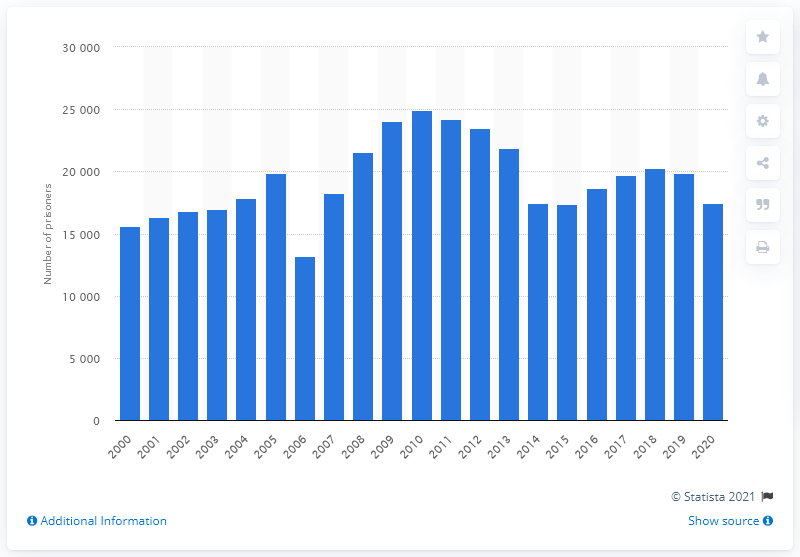 30 000
25 000
20 000
15 000
10 000
5 000
0
Number of prisoners
2000 2001 2002 2003 2004 2005 2006 2007 2008 2009 2010 2011 2012 2013 2014 2015 2016 2017 2018 2019 2020
© Statista 2021
Additional Information Show source